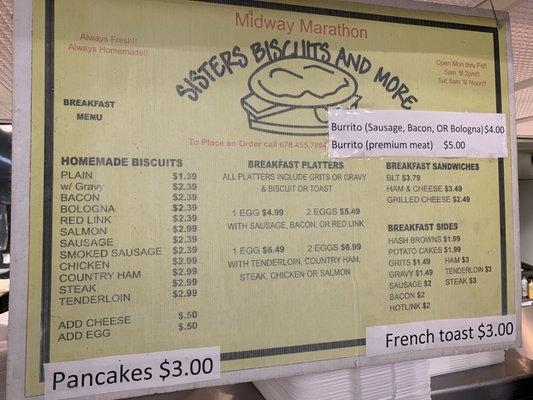 Midway Marathon
Always Fresh!!
Always Homemade!!
SISTERS BISCUITS AND MORE
Open Mon thru Fri!!
5am 'til 2pm!!
Sat 5am 'til Noon!!
BREAKFAST
MENU
To Place an Order call 678.455.789
Burrito (Sausage, Bacon, OR Bologna) $4.00
Burrito (premium meat) $5.00
HOMEMADE BISCUITS
PLAIN $1.39
w/ Gravy $2.39
BACON $2.39
BOLOGNA $2.39
RED LINK $2.39
SALMON $2.99
SAUSAGE $2.39
SMOKED SAUSAGE $2.39
CHICKEN $2.99
COUNTRY HAM $2.99
STEAK $2.99
TENDERLOIN $2.99
ADD CHEESE $.50
ADD EGG $.50
BREAKFAST PLATTERS
ALL PLATTERS INCLUDE GRITS OR GRAVY
& BISCUIT OR TOAST
1 EGG $4.99 2 EGGS $5.49
WITH SAUSAGE, BACON, OR RED LINK
1 EGG $6.49 2 EGGS $6.99
WITH TENDERLOIN, COUNTRY HAM,
STEAK, CHICKEN OR SALMON
BREAKFAST SANDWICHES
BLT $3.79
HAM & CHEESE $3.49
GRILLED CHEESE $2.49
BREAKFAST SIDES
HASH BROWNS $1.99
POTATO CAKES $1.99
GRITS $1.49 HAM $3
GRAVY $1.49 TENDERLOIN $3
SAUSAGE $2 STEAK $3
BACON $2
HOTLINK $2
French toast $3.00
Pancakes $3.00